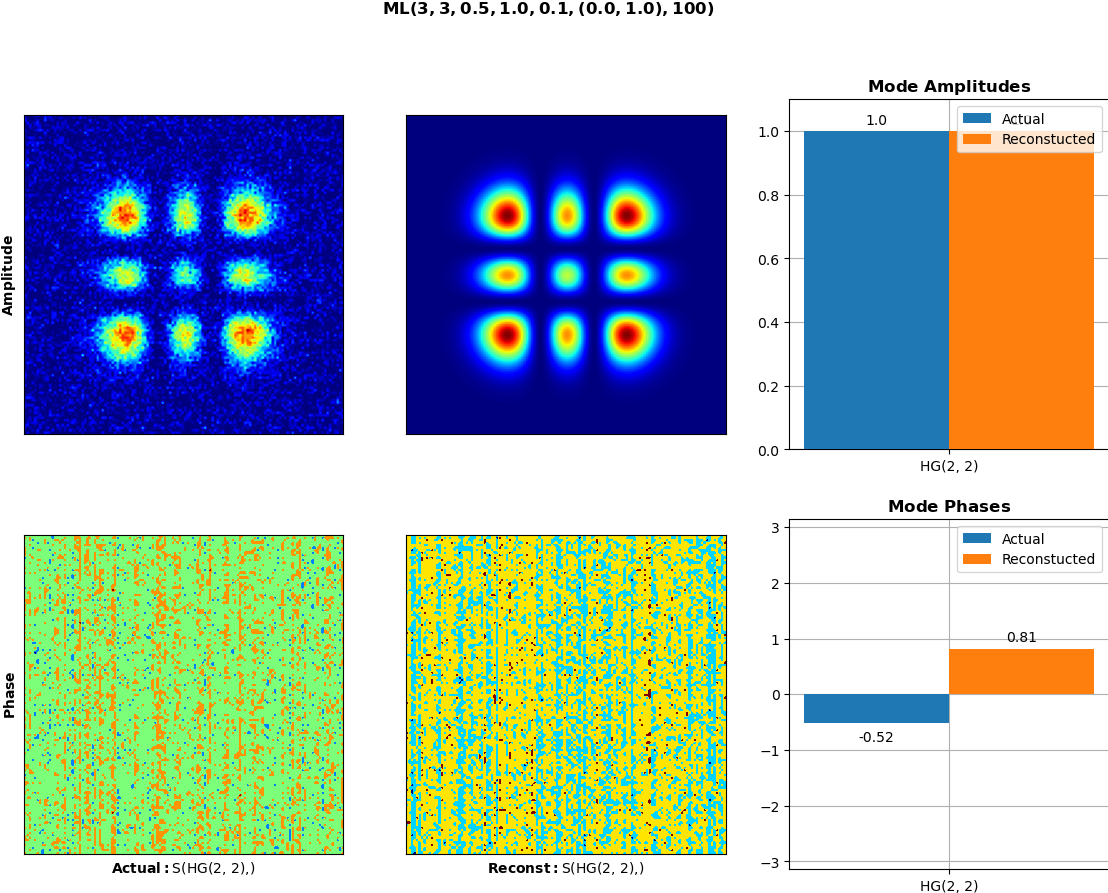 ML(3, 3, 0.5, 1.0, 0.1, (0.0, 1.0), 100)
Amplitude
Mode Amplitudes
1.0
Actual
Reconstucted
1.0
0.8
0.6
0.4
0.2
0.0
HG(2, 2)
Phase
Actual: S(HG(2, 2),)
Reconst: S(HG(2, 2),)
Mode Phases
Actual
Reconstucted
3
2
1
0
−1
−2
−3
0.81
-0.52
HG(2, 2)